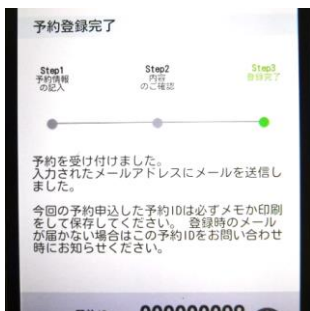 予約登録完了
Step1
予約情報
の記入
Step2
内容
のご確認
Step3
登録完了
予約を受け付けました。
入力されたメールアドレスにメールを送信し
ました。
今回の予約申込した予約IDは必ずメモか印刷
をして保存してください。 登録時のメール
が届かない場合はこの予約IDをお問い合わせ
時にお知らせください。